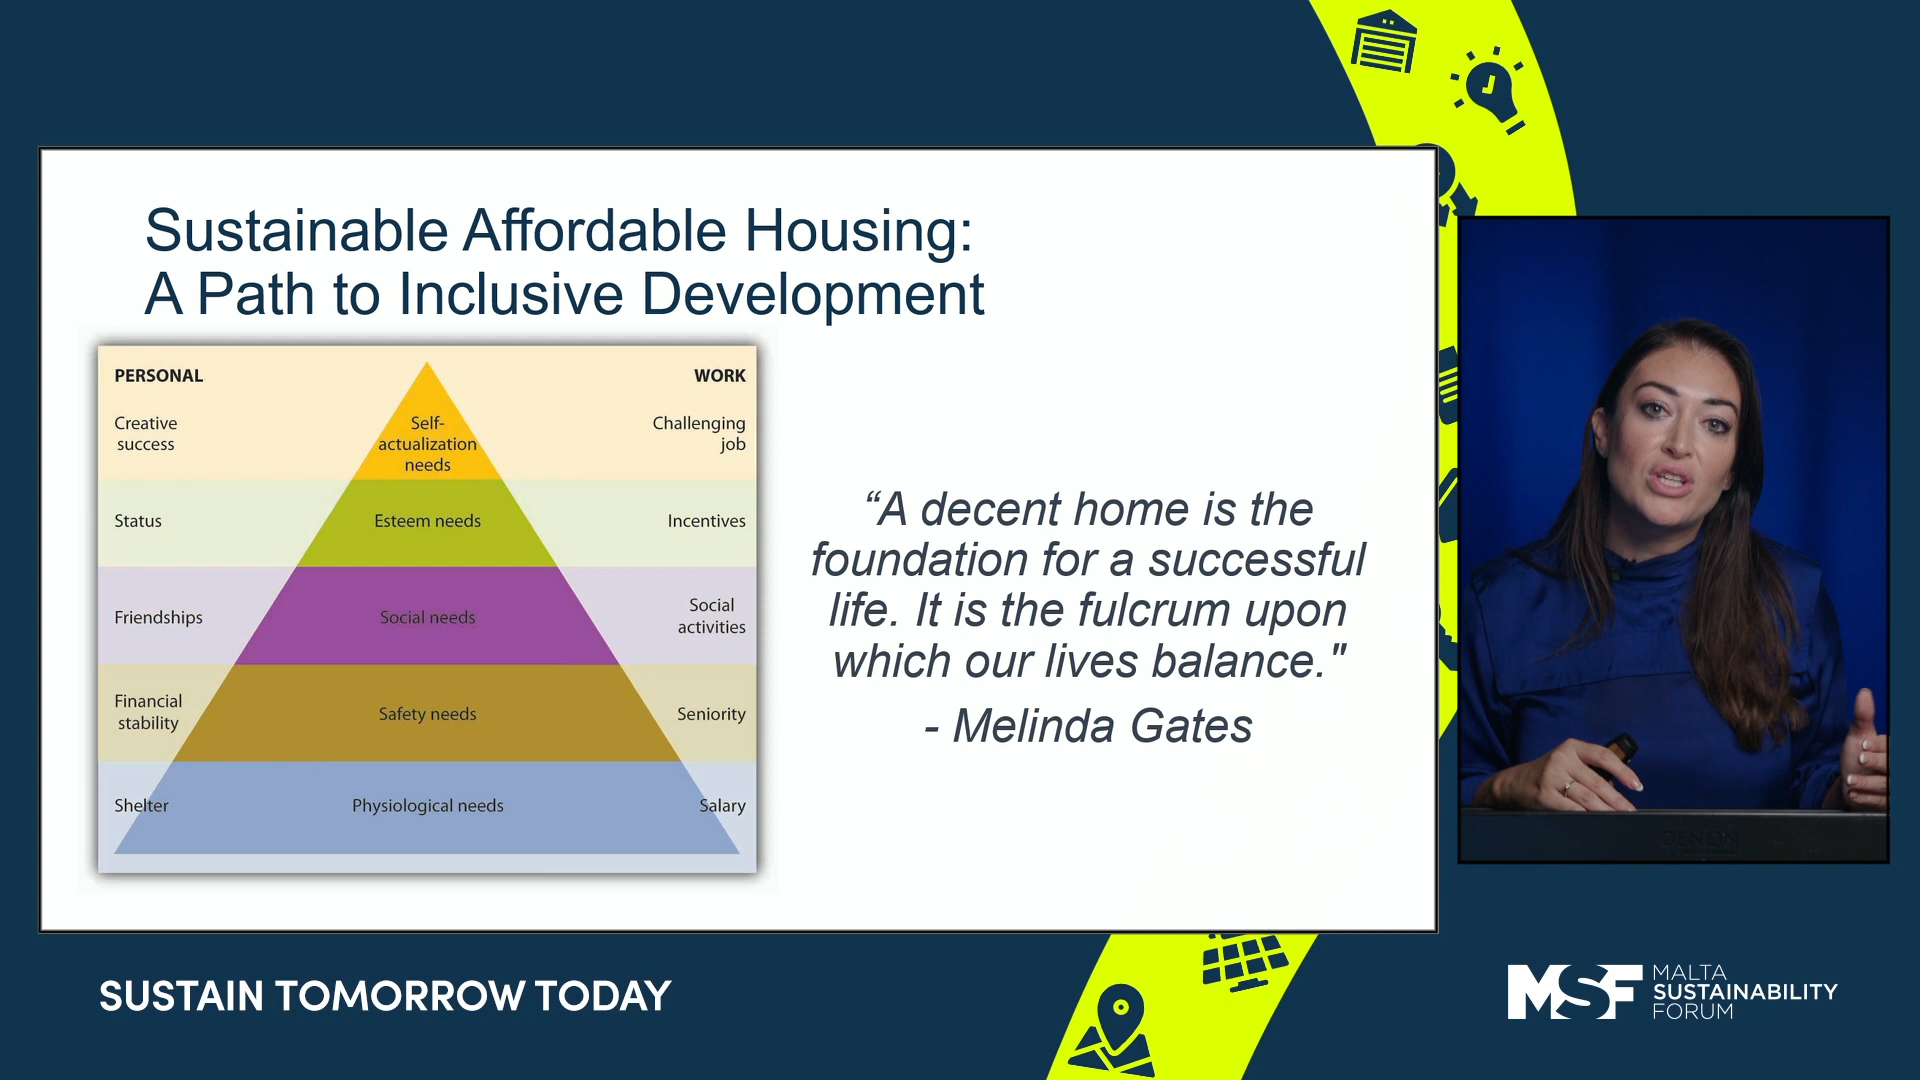 Sustainable Affordable Housing:
A Path to Inclusive Development
PERSONAL
WORK
Creative
success
Self-
actualization
needs
Challenging
job
Status
Esteem needs
Incentives
Friendships
Social needs
Social
activities
Financial
stability
Safety needs
Seniority
Shelter
Physiological needs
Salary
“A decent home is the
foundation for a successful
life. It is the fulcrum upon
which our lives balance."
- Melinda Gates
DENON
SUSTAIN TOMORROW TODAY
MSF
MALTA
SUSTAINABILITY
FORUM